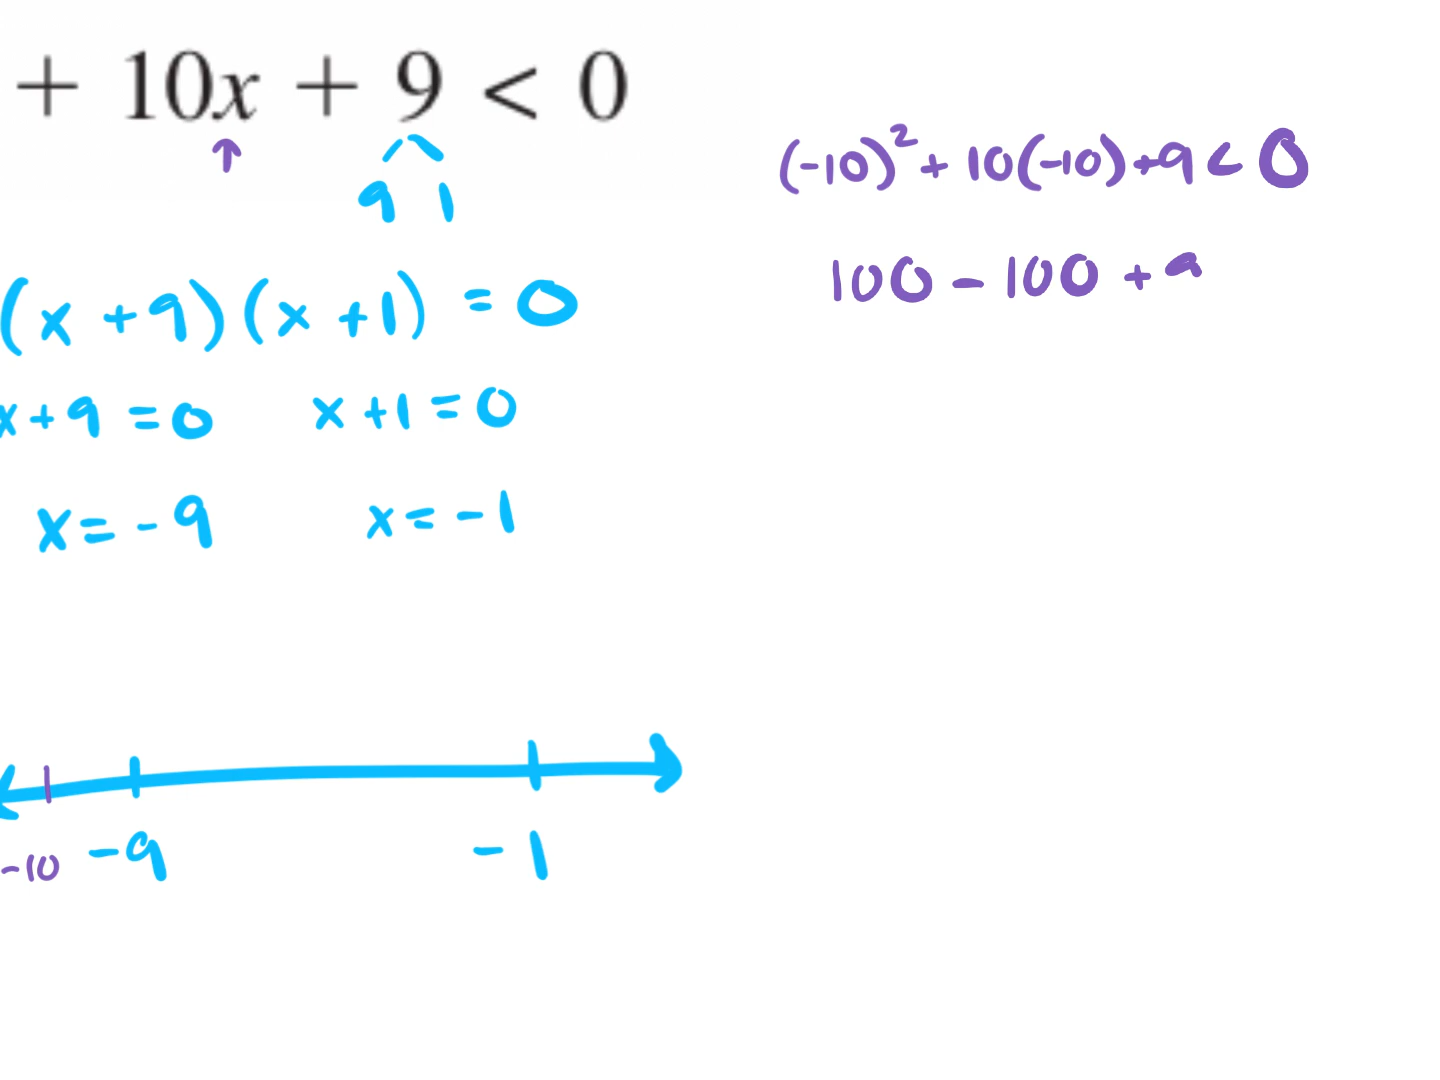 + 10x + 9 < 0
9 1
(x + 9)(x + 1) = 0
x + 9 = 0 x + 1 = 0
x = -9 x = -1
-10 -9 -1
(-10)² + 10(-10) + 9 < 0
100 - 100 + 9